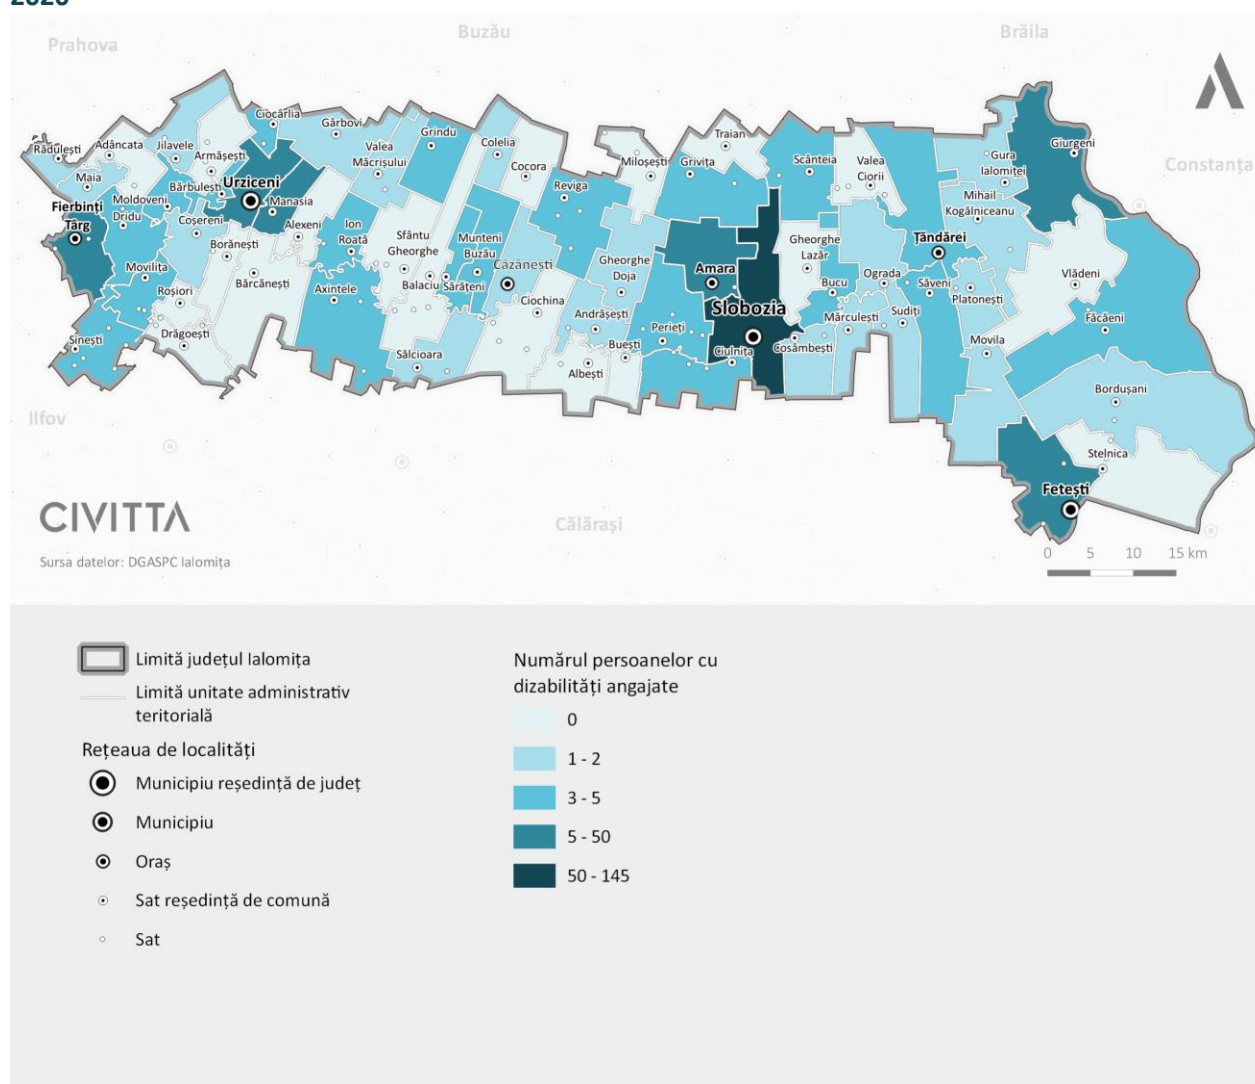 Prahova
Buzău
Brăila
Constanța
Ilfov
Călărași
Ciocârlia
Gârbovi
Grindu
Colelia
Traian
Giurgeni
Rădulești
Adâncata
Jilavele
Armășești
Valea
Măcrișului
Cocora
Miloșești
Grivița
Scânteia
Valea
Ciorii
Gura
Ialomiței
Maia
Bărbulești
Urziceni
Manasia
Reviga
Mihail
Kogălniceanu
Fierbinți
Târg
Moldoveni
Dridu
Coșereni
Alexeni
Ion
Roată
Sfântu
Gheorghe
Munteni
Buzău
Gheorghe
Lazăr
Țăndărei
Borănești
Movilița
Bărcănești
Căzănești
Gheorghe
Doja
Amara
Ograda
Vlădeni
Roșiori
Axintele
Balaciu
Sărățeni
Bucu
Săveni
Platonești
Drăgoești
Ciochina
Andrășești
Perieți
Slobozia
Mărculești
Sudiți
Făcăeni
Sinești
Sălcioara
Buești
Albești
Ciulnița
Cosâmbești
Movila
Bordușani
Stelnica
Fetești
CIVITTA
Sursa datelor: DGASPC Ialomița
0 5 10 15 km
Limită județul Ialomița
Limită unitate administrativ
teritorială
Rețeaua de localități
Municipiu reședință de județ
Municipiu
Oraș
Sat reședință de comună
Sat
Numărul persoanelor cu
dizabilități angajate
0
1 - 2
3 - 5
5 - 50
50 - 145